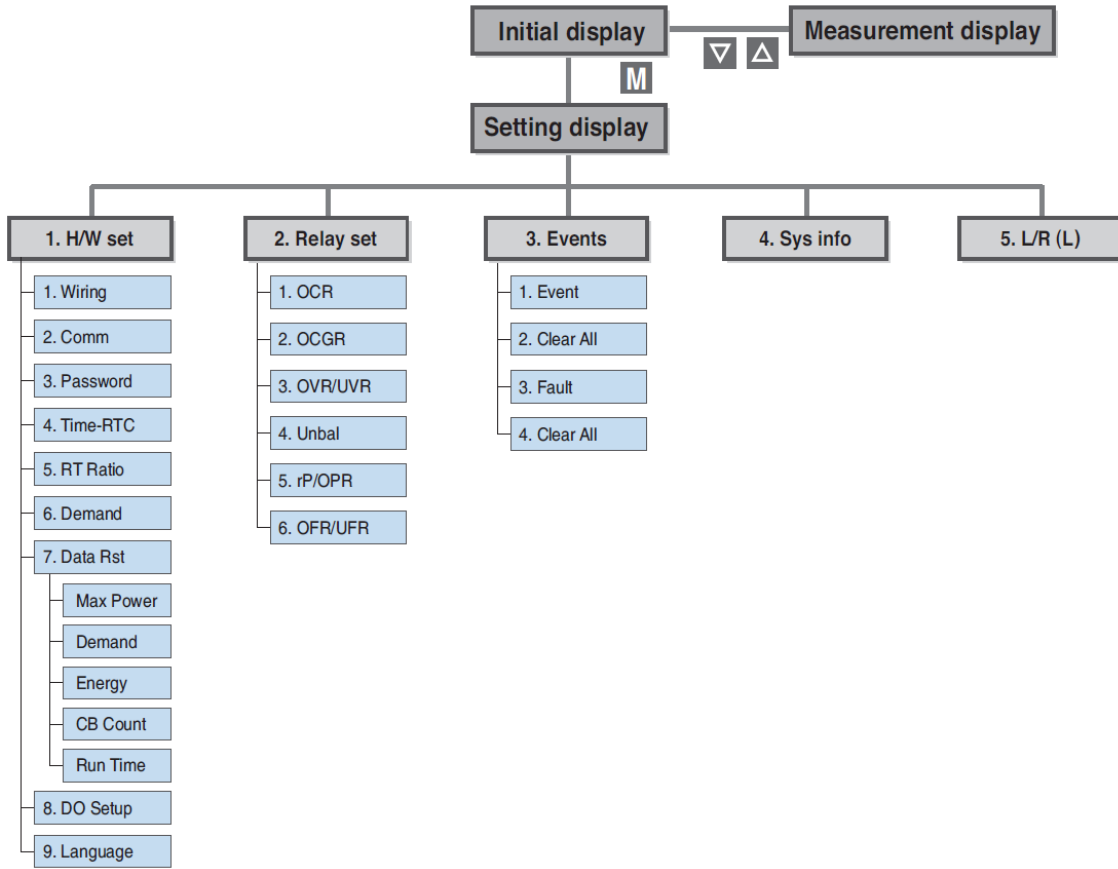 Initial display
Measurement display
▽ △
M
Setting display
1. H/W set
2. Relay set
3. Events
4. Sys info
5. L/R (L)
1. Wiring
2. Comm
3. Password
4. Time-RTC
5. RT Ratio
6. Demand
7. Data Rst
Max Power
Demand
Energy
CB Count
Run Time
8. DO Setup
9. Language
1. OCR
2. OCGR
3. OVR/UVR
4. Unbal
5. rP/OPR
6. OFR/UFR
1. Event
2. Clear All
3. Fault
4. Clear All